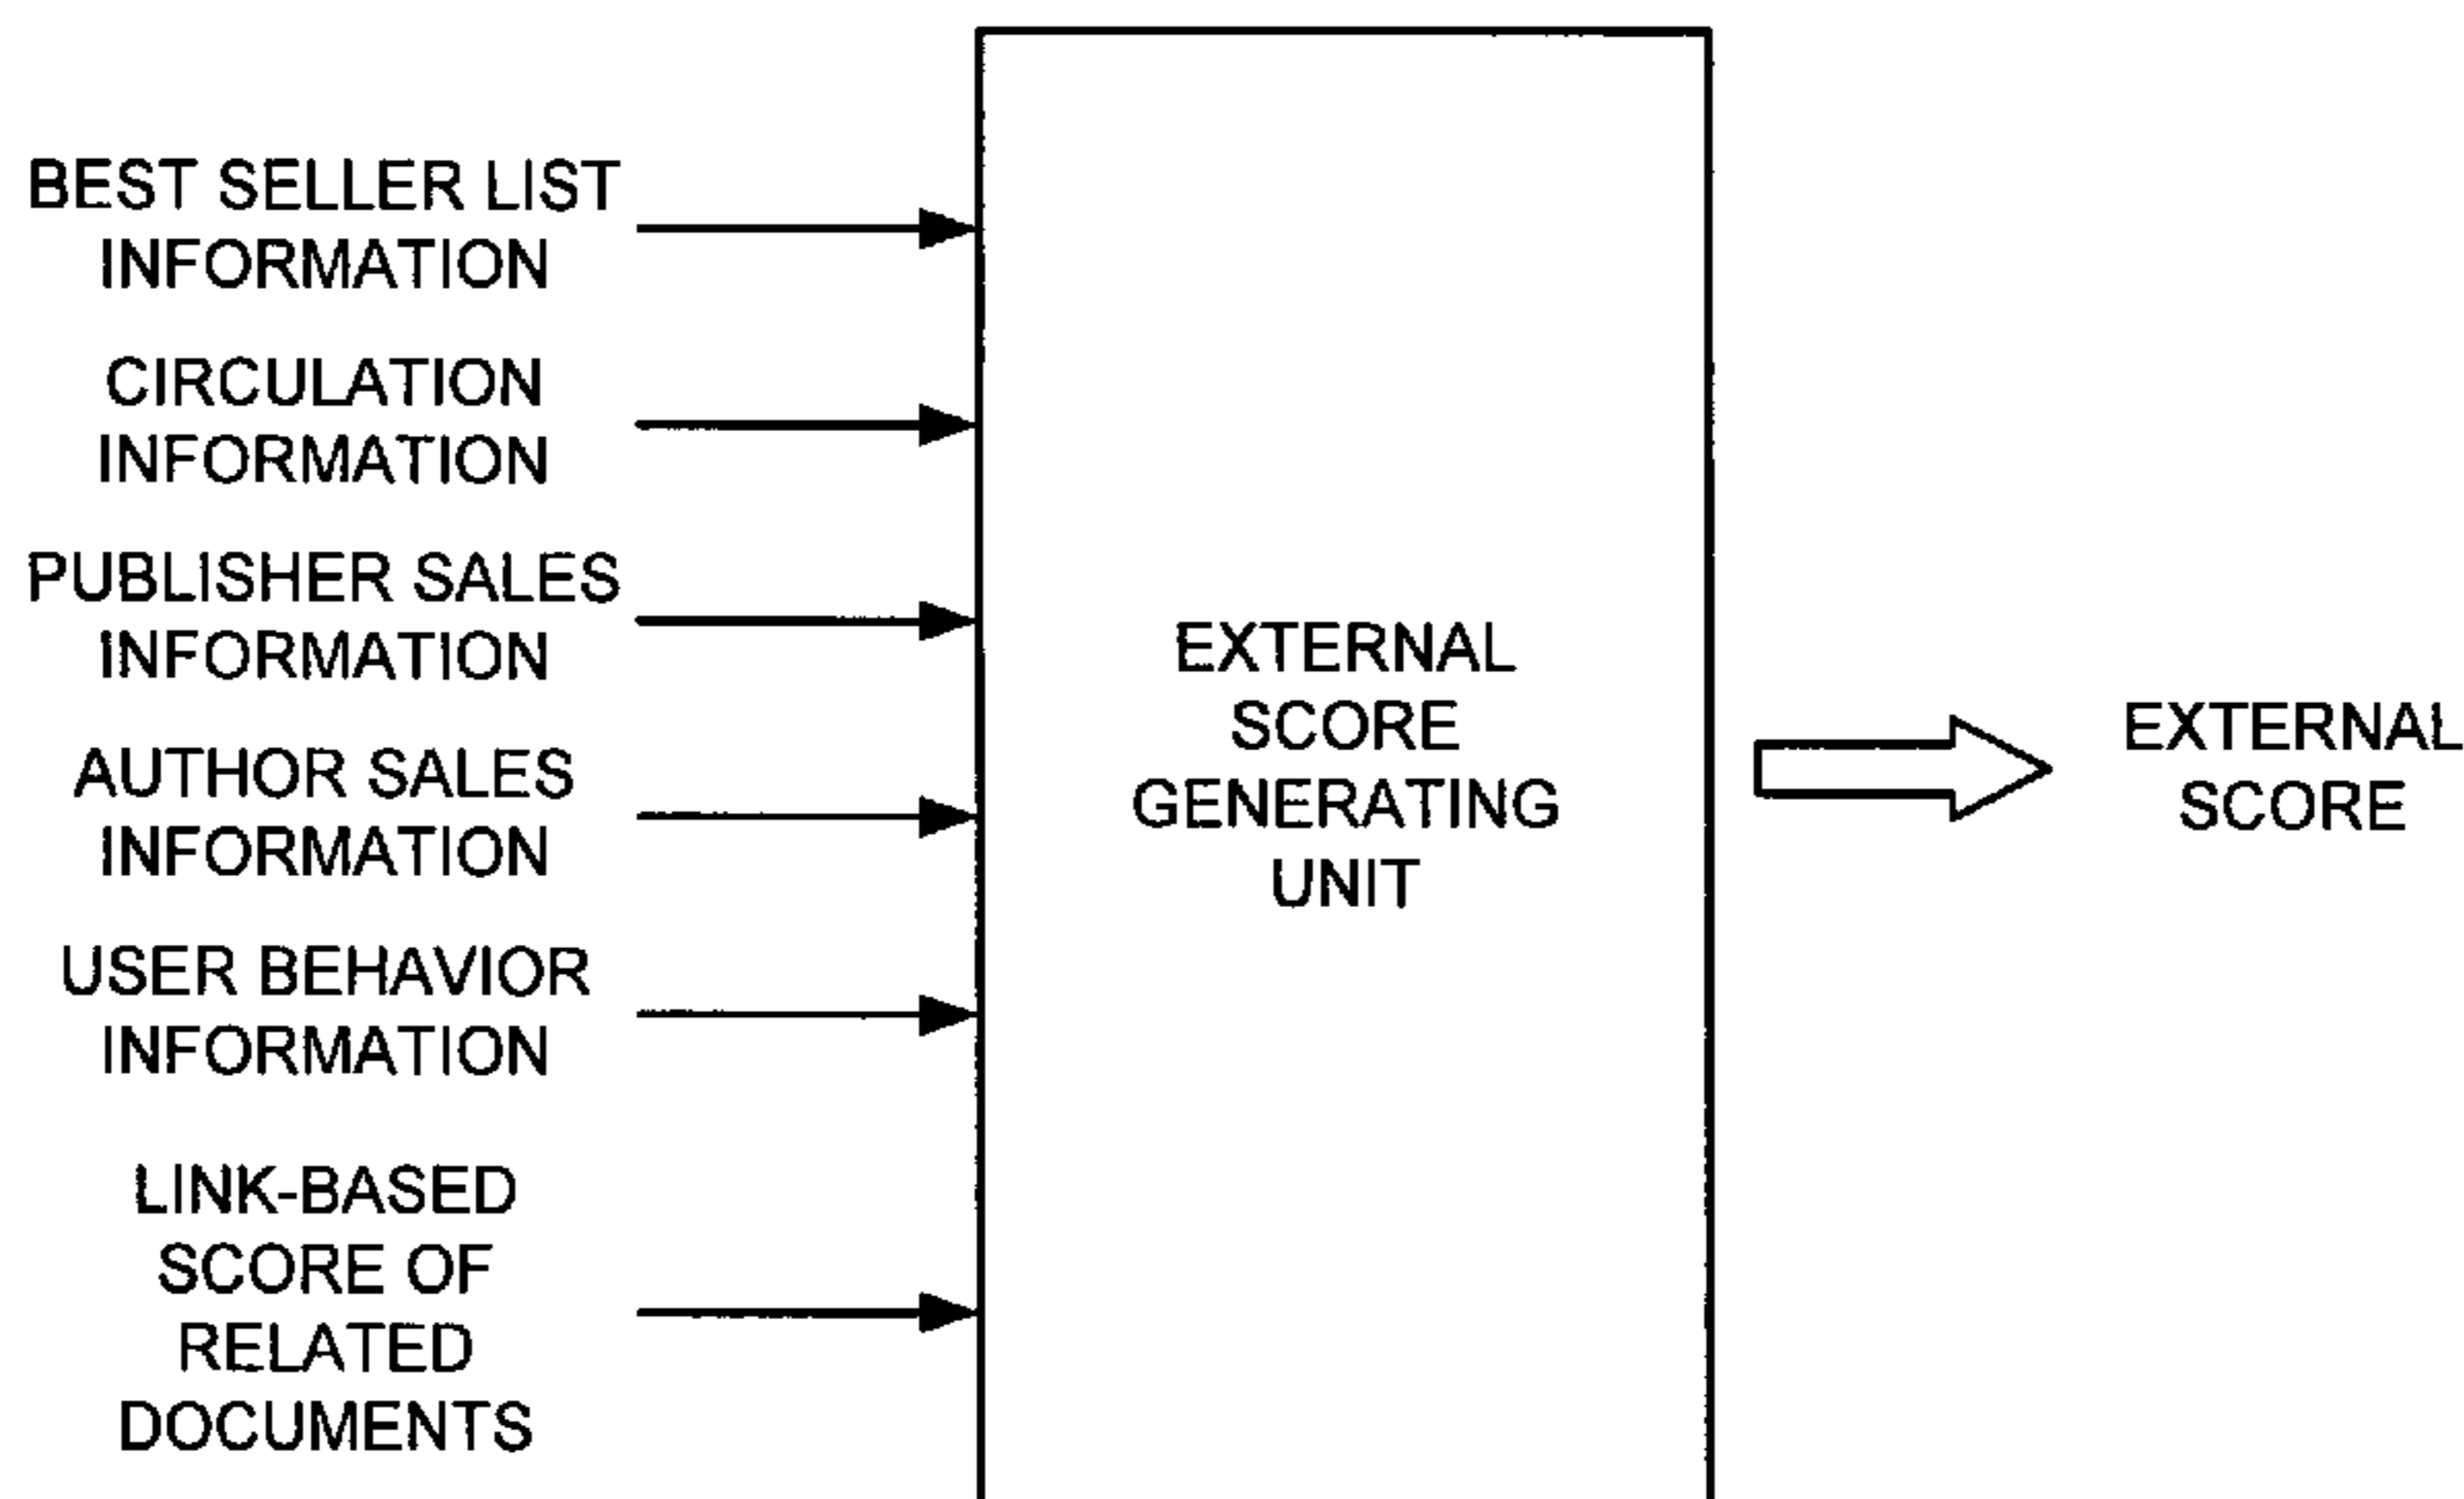 BEST SELLER LIST
INFORMATION
CIRCULATION
INFORMATION
PUBLISHER SALES
INFORMATION
AUTHOR SALES
INFORMATION
USER BEHAVIOR
INFORMATION
LINK-BASED
SCORE OF
RELATED
DOCUMENTS
EXTERNAL
SCORE
GENERATING
UNIT
EXTERNAL
SCORE